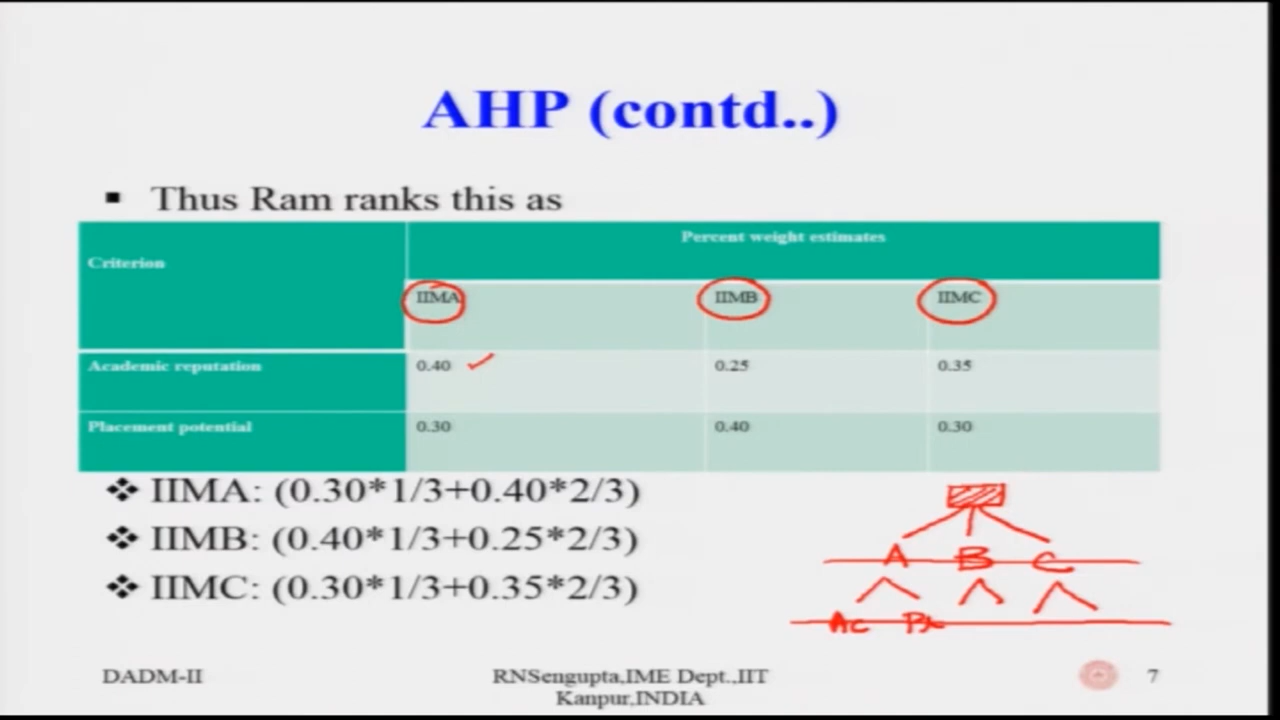 AHP (contd..)
▪ Thus Ram ranks this as
Criterion
Percent weight estimates
IIMA IIMB IIMC
Academic reputation 0.40 ✓ 0.25 0.35
Placement potential 0.30 0.40 0.30
❖ IIMA: (0.30*1/3+0.40*2/3)
❖ IIMB: (0.40*1/3+0.25*2/3)
❖ IIMC: (0.30*1/3+0.35*2/3)
A B C
Ac
DADM-II
RNSengupta,IME Dept.,IIT
Kanpur,INDIA
7